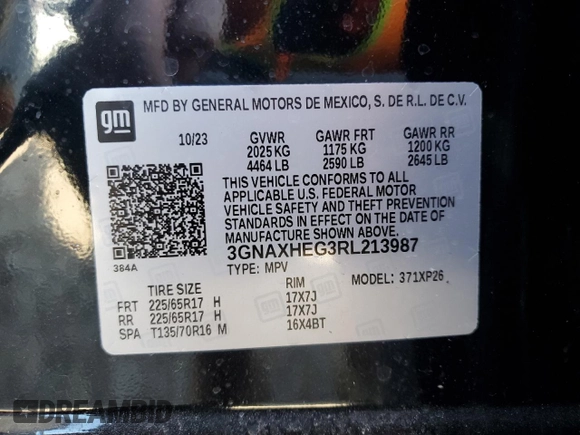 gm
MFD BY GENERAL MOTORS DE MEXICO, S. DE R.L. DE C.V.
10/23 GVWR GAWR FRT GAWR RR
2025 KG 1175 KG 1200 KG
4464 LB 2590 LB 2645 LB
THIS VEHICLE CONFORMS TO ALL
APPLICABLE U.S. FEDERAL MOTOR
VEHICLE SAFETY AND THEFT PREVENTION
STANDARDS IN EFFECT ON THE DATE OF
MANUFACTURE SHOWN ABOVE.
384A 3GNAXHEG3RL213987
TYPE: MPV MODEL: 371XP26
TIRE SIZE RIM
FRT 225/65R17 H 17X7J
RR 225/65R17 H 17X7J
SPA T135/70R16 M 16X4BT
DREAMBID